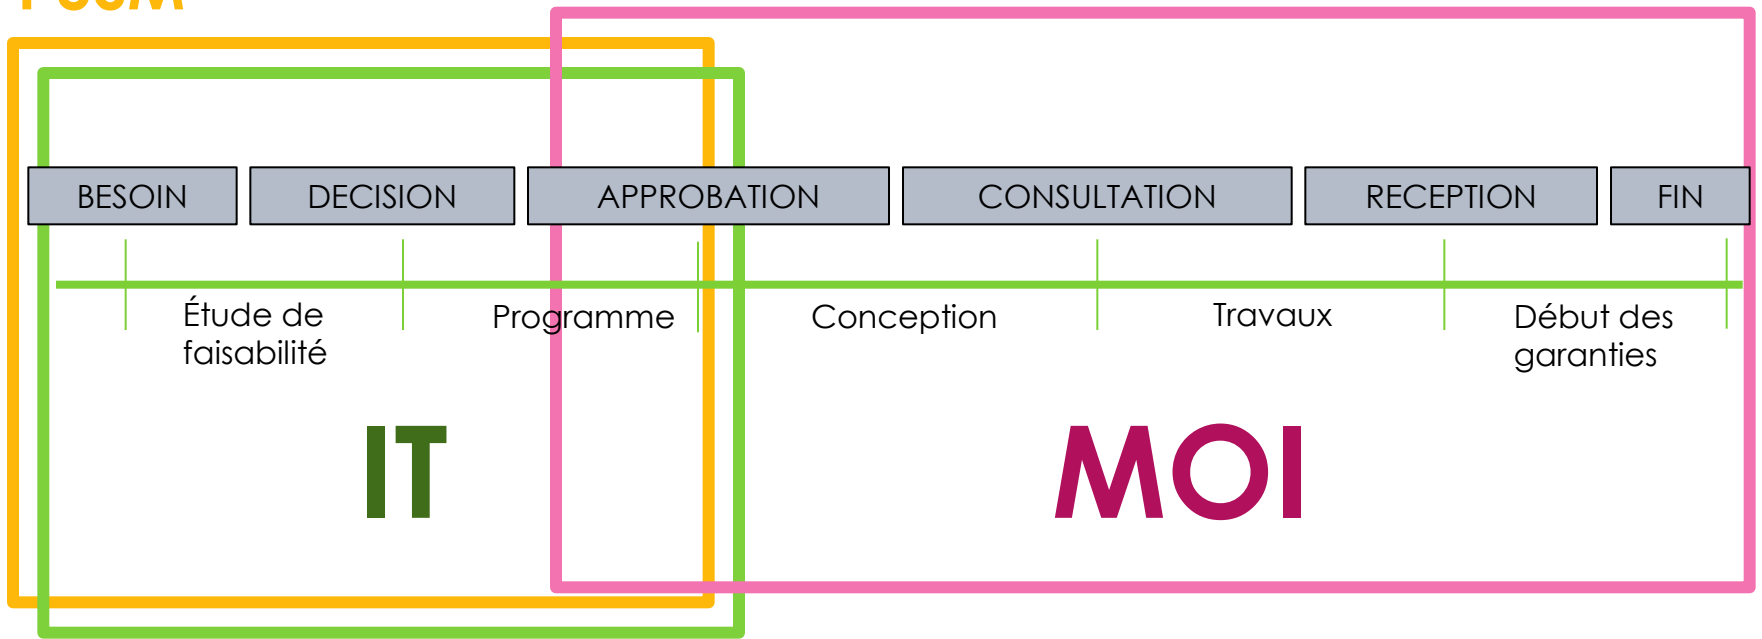 BESOIN DECISION APPROBATION CONSULTATION RECEPTION FIN
Étude de
faisabilité
Programme
Conception
Travaux
Début des
garanties
IT
MOI